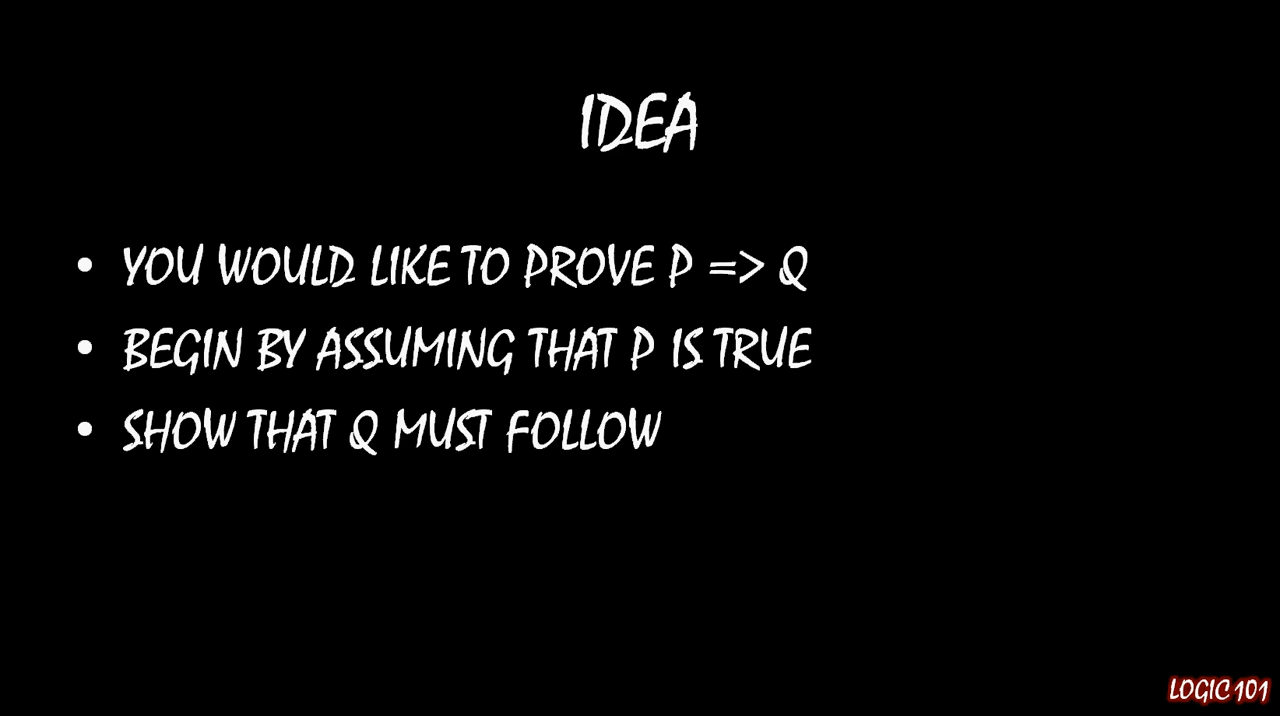 IDEA
• YOU WOULD LIKE TO PROVE P => Q
• BEGIN BY ASSUMING THAT P IS TRUE
• SHOW THAT Q MUST FOLLOW
LOGIC 101